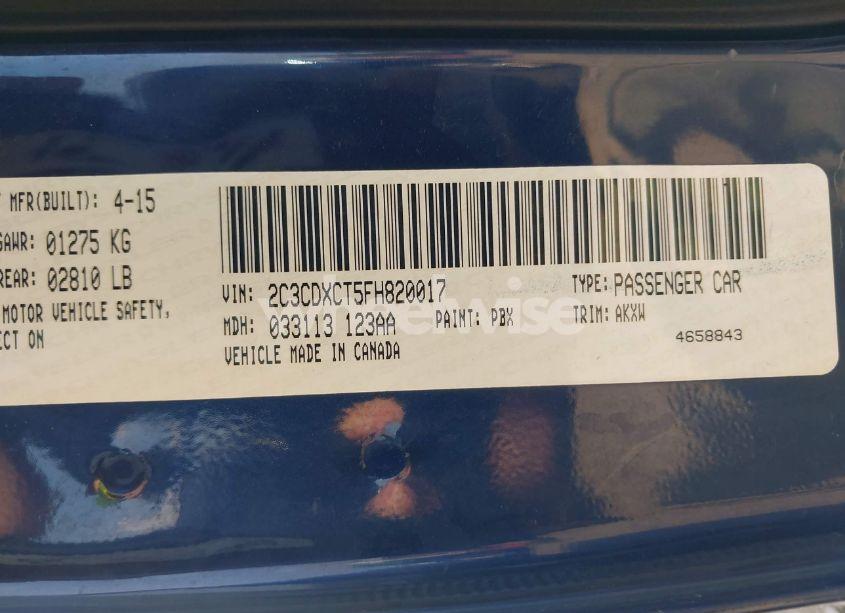 MFR(BUILT): 4-15
GAWR: 01275 KG
REAR: 02810 LB
MOTOR VEHICLE SAFETY,
ECT ON
VIN: 2C3CDXCT5FH820017 TYPE: PASSENGER CAR
MDH: 033113 123AA PAINT: PBX TRIM: AKXW
VEHICLE MADE IN CANADA 4658843